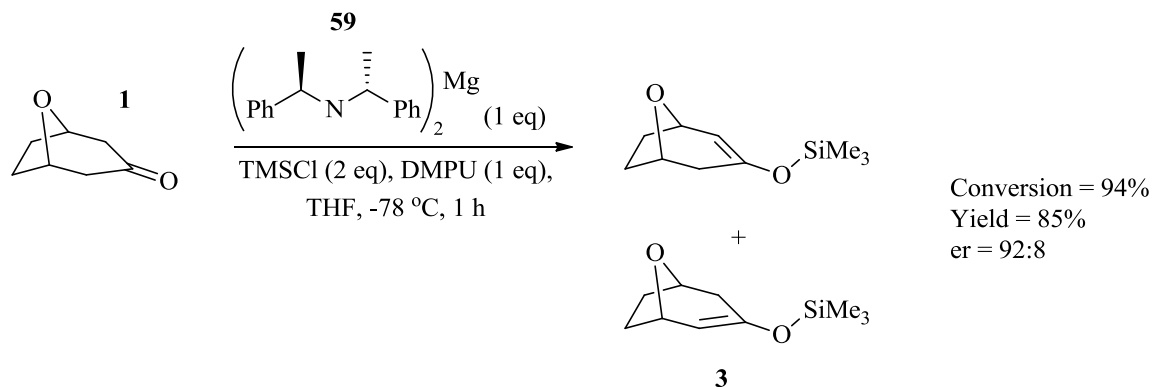 59
Mg
2
Ph
N
Ph
(1 eq)
O
1
O
TMSCl (2 eq), DMPU (1 eq),
THF, -78 °C, 1 h
O
SiMe3
O
+
O
SiMe3
O
3
Conversion = 94%
Yield = 85%
er = 92:8